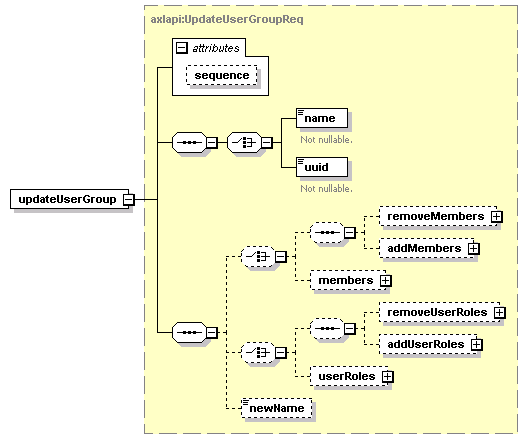 axlapi:UpdateUserGroupReq
attributes
sequence
name
Not nullable.
uuid
Not nullable.
updateUserGroup
removeMembers
addMembers
members
removeUserRoles
addUserRoles
userRoles
newName